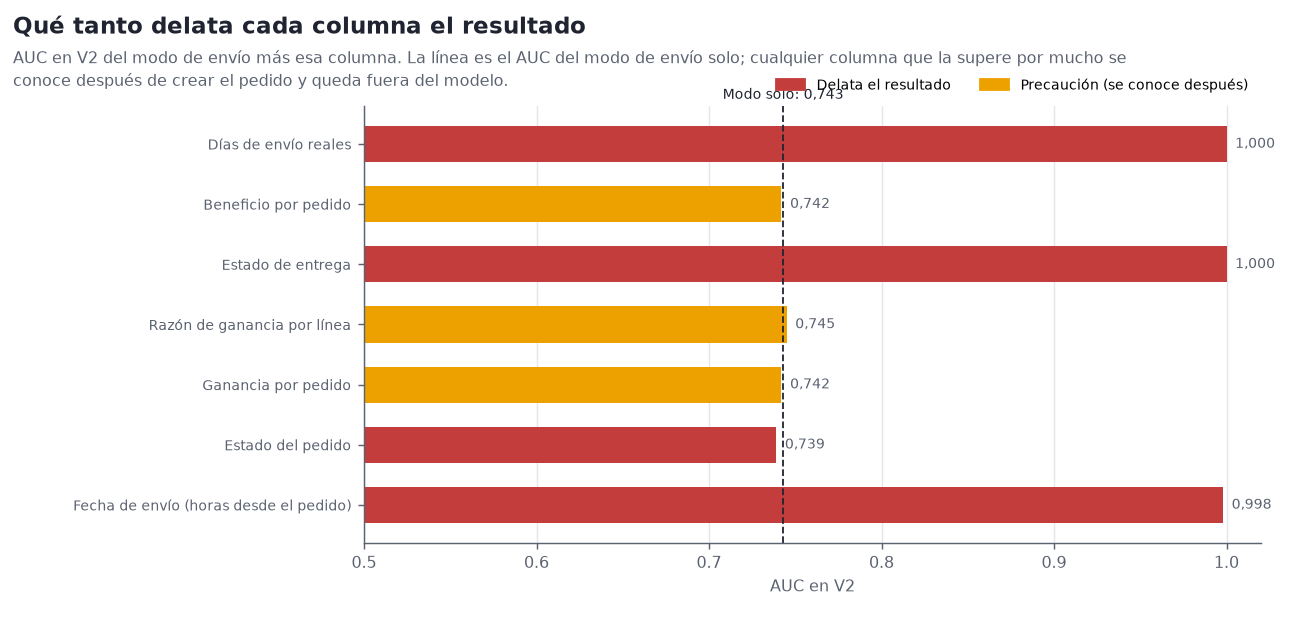 Qué tanto delata cada columna el resultado
AUC en V2 del modo de envío más esa columna. La línea es el AUC del modo de envío solo; cualquier columna que la supere por mucho se
conoce después de crear el pedido y queda fuera del modelo.
Delata el resultado
Precaución (se conoce después)
Modo solo: 0,743
Días de envío reales
1,000
Beneficio por pedido
0,742
Estado de entrega
1,000
Razón de ganancia por línea
0,745
Ganancia por pedido
0,742
Estado del pedido
0,739
Fecha de envío (horas desde el pedido)
0,998
0.5 0.6 0.7 0.8 0.9 1.0
AUC en V2